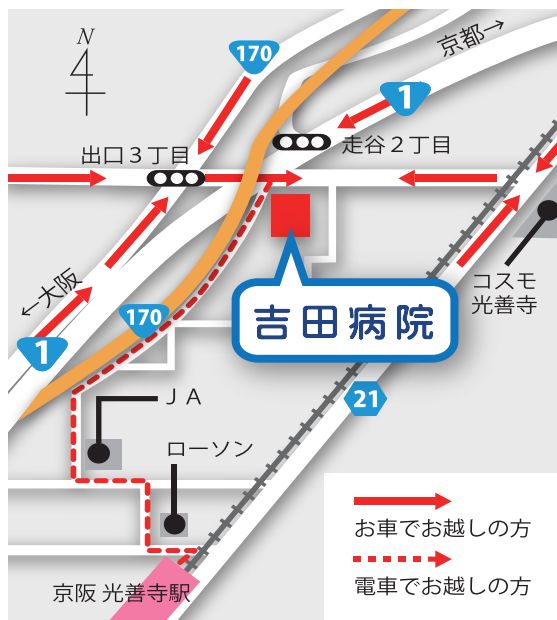 N
170
京都→
1
出口3丁目
走谷2丁目
コスモ
光善寺
←大阪
170
1
吉田病院
21
JA
ローソン
お車でお越しの方
電車でお越しの方
京阪 光善寺駅